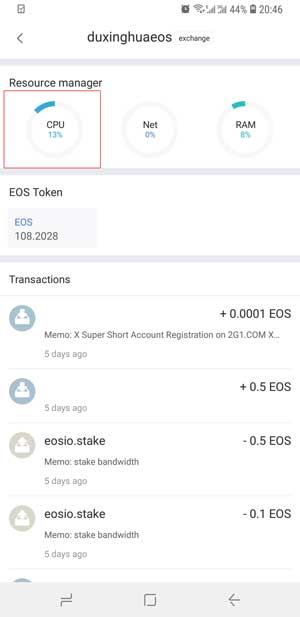 44% 20:46
duxinghuaeos exchange
Resource manager
CPU
13%
Net
0%
RAM
8%
EOS Token
EOS
108.2028
Transactions
+ 0.0001 EOS
Memo: X Super Short Account Registration on 2G1.COM X...
5 days ago
+ 0.5 EOS
5 days ago
eosio.stake
- 0.5 EOS
Memo: stake bandwidth
5 days ago
eosio.stake
- 0.1 EOS
Memo: stake bandwidth
5 days ago